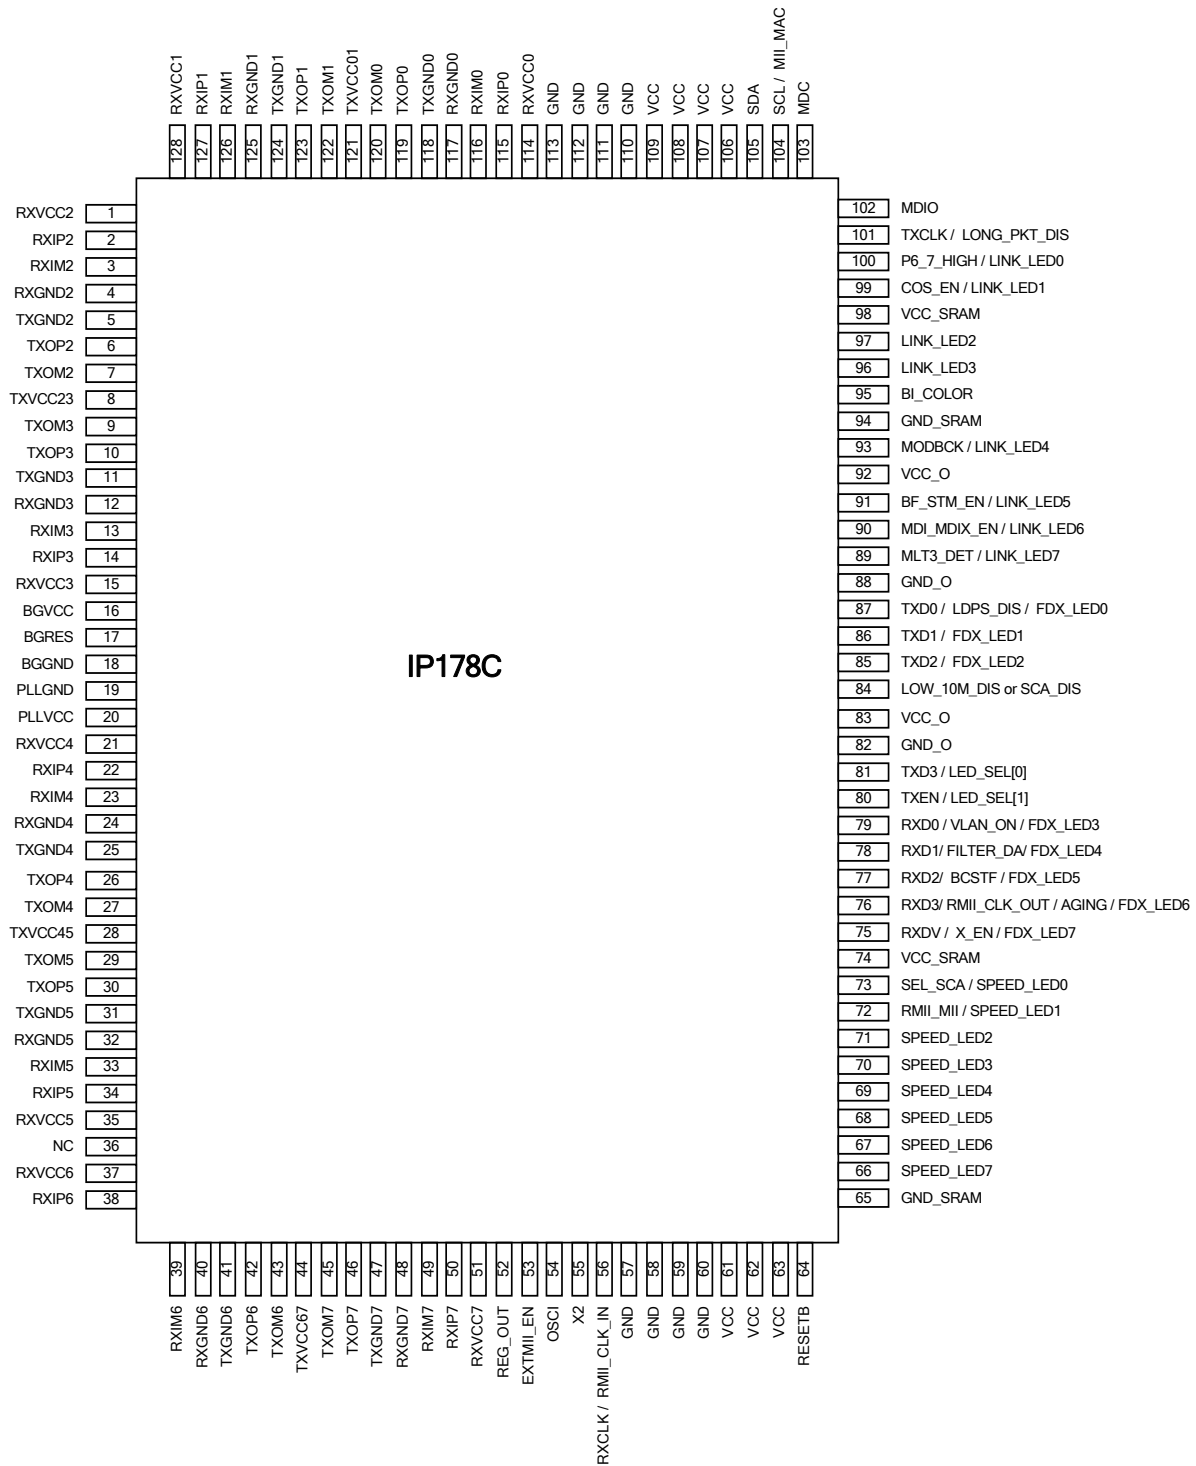 RXVCC1
RXIP1
RXIM1
RXGND1
TXGND1
TXOP1
TXOM1
TXVCC01
TXOM0
TXOP0
TXGND0
RXGND0
RXIM0
RXIP0
RXVCC0
GND
GND
GND
GND
VCC
VCC
VCC
VCC
SDA
SCL / MII_MAC
MDC
128
127
126
125
124
123
122
121
120
119
118
117
116
115
114
113
112
111
110
109
108
107
106
105
104
103
RXVCC2 1
RXIP2 2
RXIM2 3
RXGND2 4
TXGND2 5
TXOP2 6
TXOM2 7
TXVCC23 8
TXOM3 9
TXOP3 10
TXGND3 11
RXGND3 12
RXIM3 13
RXIP3 14
RXVCC3 15
BGVCC 16
BGRES 17
BGGND 18
PLLGND 19
PLLVCC 20
RXVCC4 21
RXIP4 22
RXIM4 23
RXGND4 24
TXGND4 25
TXOP4 26
TXOM4 27
TXVCC45 28
TXOM5 29
TXOP5 30
TXGND5 31
RXGND5 32
RXIM5 33
RXIP5 34
RXVCC5 35
NC 36
RXVCC6 37
RXIP6 38
IP178C
102 MDIO
101 TXCLK / LONG_PKT_DIS
100 P6_7_HIGH / LINK_LED0
99 COS_EN / LINK_LED1
98 VCC_SRAM
97 LINK_LED2
96 LINK_LED3
95 BI_COLOR
94 GND_SRAM
93 MODBCK / LINK_LED4
92 VCC_O
91 BF_STM_EN / LINK_LED5
90 MDI_MDIX_EN / LINK_LED6
89 MLT3_DET / LINK_LED7
88 GND_O
87 TXD0 / LDPS_DIS / FDX_LED0
86 TXD1 / FDX_LED1
85 TXD2 / FDX_LED2
84 LOW_10M_DIS or SCA_DIS
83 VCC_O
82 GND_O
81 TXD3 / LED_SEL[0]
80 TXEN / LED_SEL[1]
79 RXD0 / VLAN_ON / FDX_LED3
78 RXD1/ FILTER_DA/ FDX_LED4
77 RXD2/ BCSTF / FDX_LED5
76 RXD3/ RMII_CLK_OUT / AGING / FDX_LED6
75 RXDV / X_EN / FDX_LED7
74 VCC_SRAM
73 SEL_SCA / SPEED_LED0
72 RMII_MII / SPEED_LED1
71 SPEED_LED2
70 SPEED_LED3
69 SPEED_LED4
68 SPEED_LED5
67 SPEED_LED6
66 SPEED_LED7
65 GND_SRAM
39
40
41
42
43
44
45
46
47
48
49
50
51
52
53
54
55
56
57
58
59
60
61
62
63
64
RXIM6
RXGND6
TXGND6
TXOP6
TXOM6
TXVCC67
TXOM7
TXOP7
TXGND7
RXGND7
RXIM7
RXIP7
RXVCC7
REG_OUT
EXTMII_EN
OSCI
X2
RXCLK / RMII_CLK_IN
GND
GND
GND
GND
VCC
VCC
VCC
RESETB